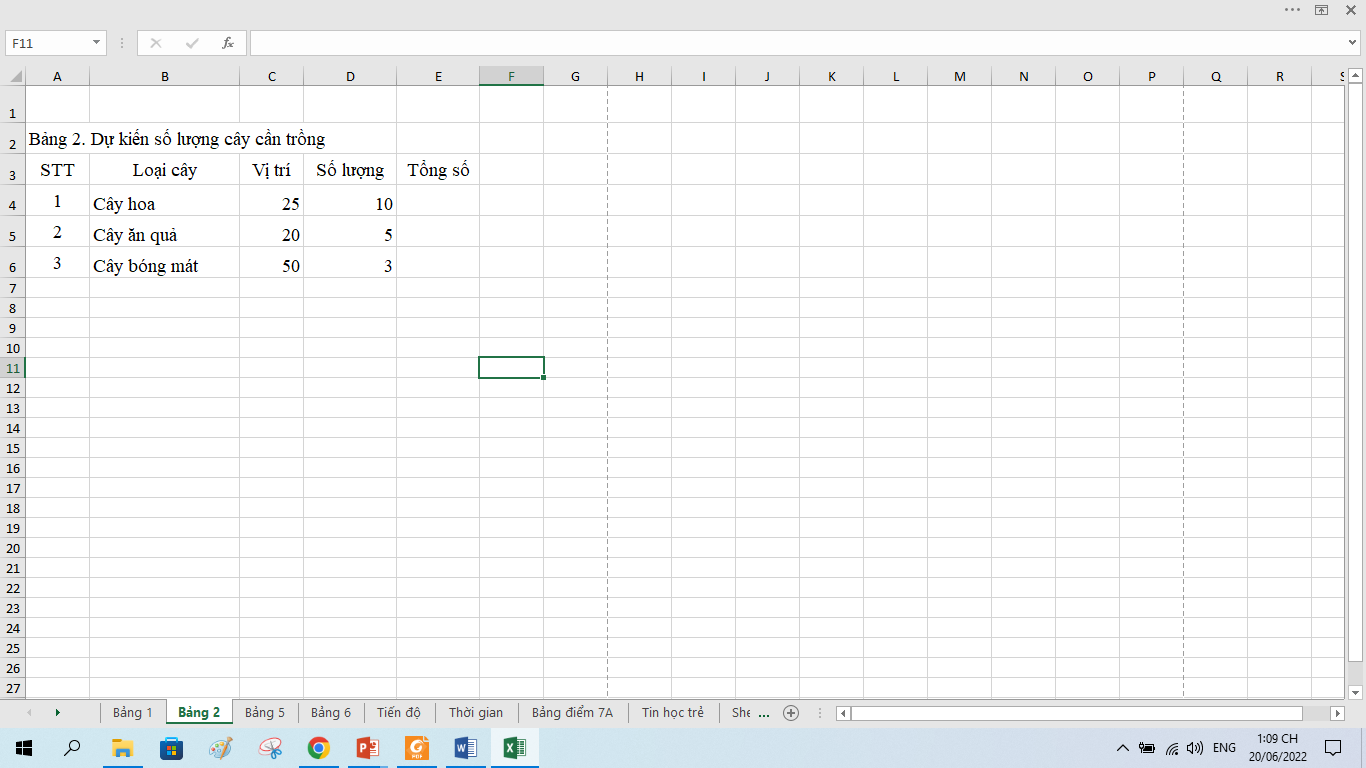 F11
fx
A B C D E F G H I J K L M N O P Q R S
1
2 Bảng 2. Dự kiến số lượng cây cần trồng
3 STT Loại cây Vị trí Số lượng Tổng số
4 1 Cây hoa 25 10
5 2 Cây ăn quả 20 5
6 3 Cây bóng mát 50 3
7
8
9
10
11
12
13
14
15
16
17
18
19
20
21
22
23
24
25
26
27
Bảng 1 Bảng 2 Bảng 5 Bảng 6 Tiến độ Thời gian Bảng điểm 7A Tin học trẻ She ...
ENG 1:09 CH
20/06/2022